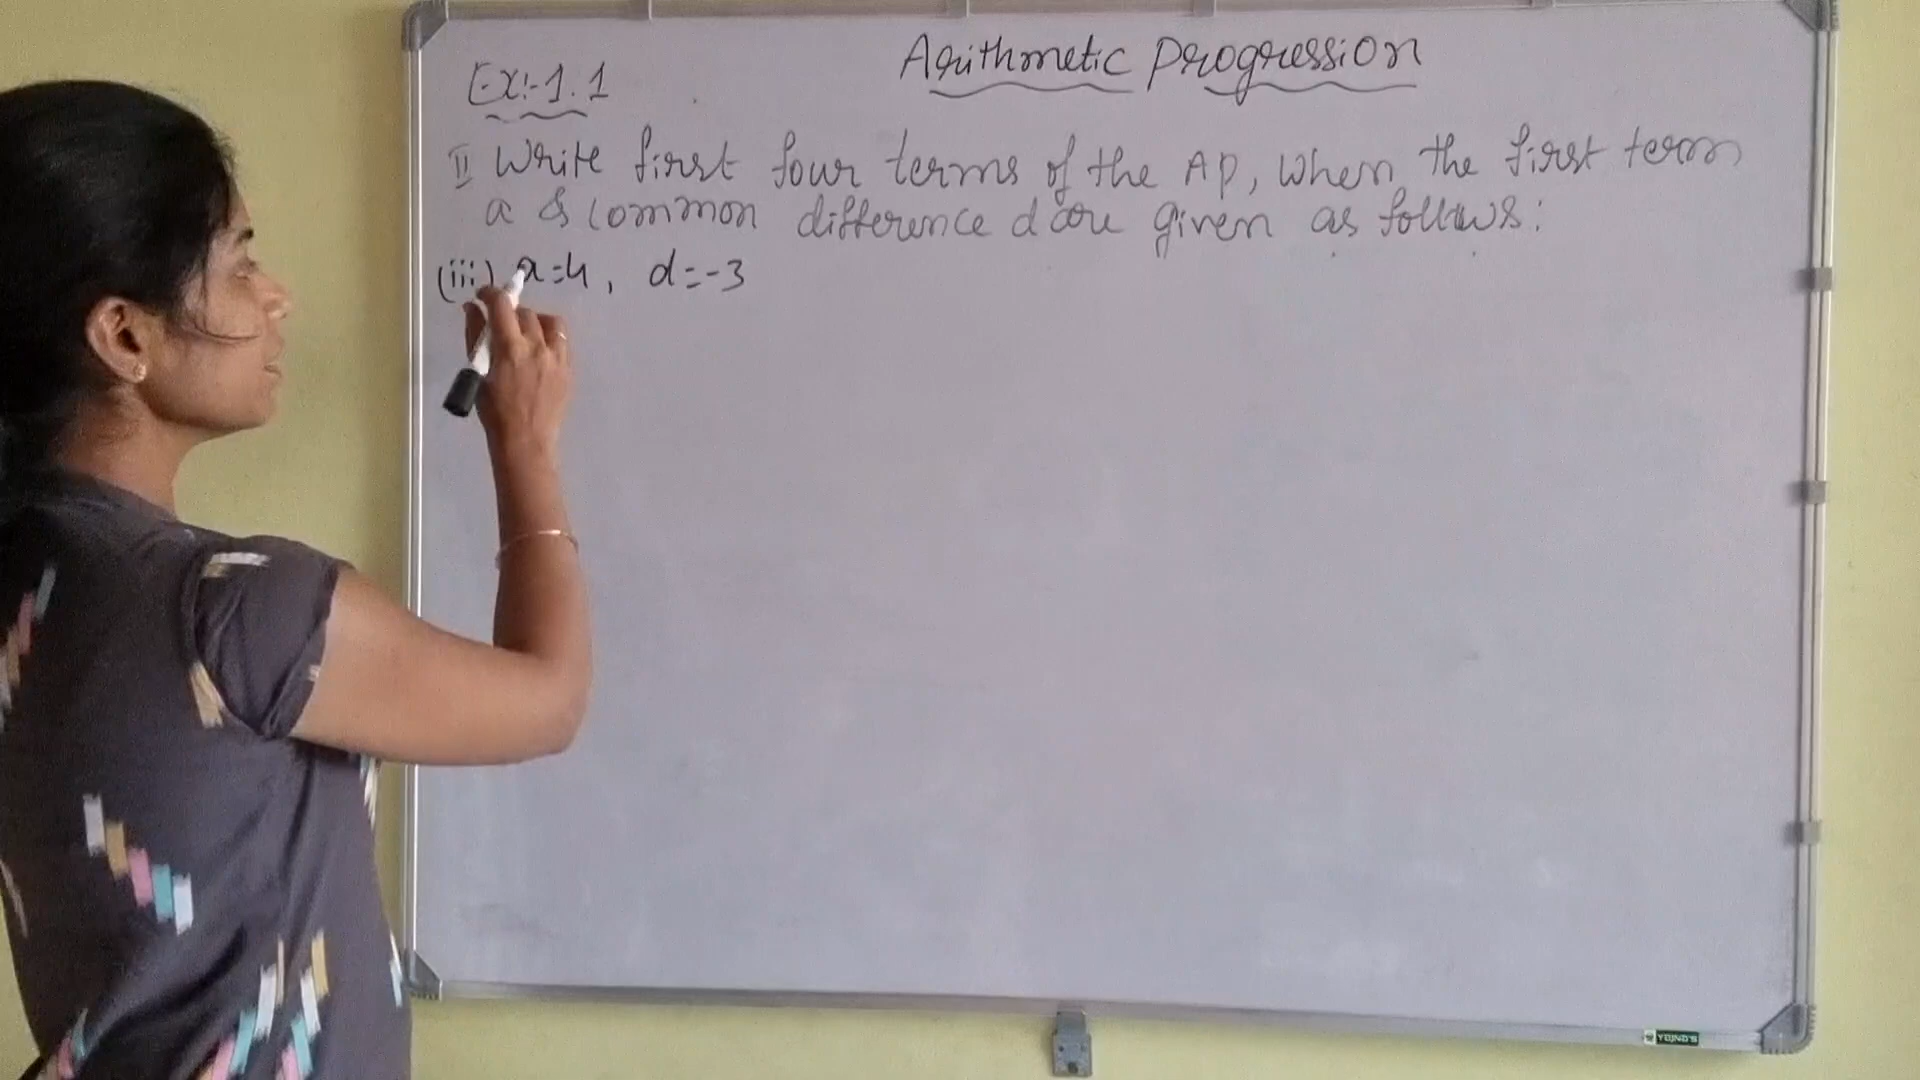 Arithmetic Progression
Ex:-1.1
II Write first four terms of the AP, when the first term
a & common difference d are given as follows:
(iii) a=4, d=-3
YOJNO'S